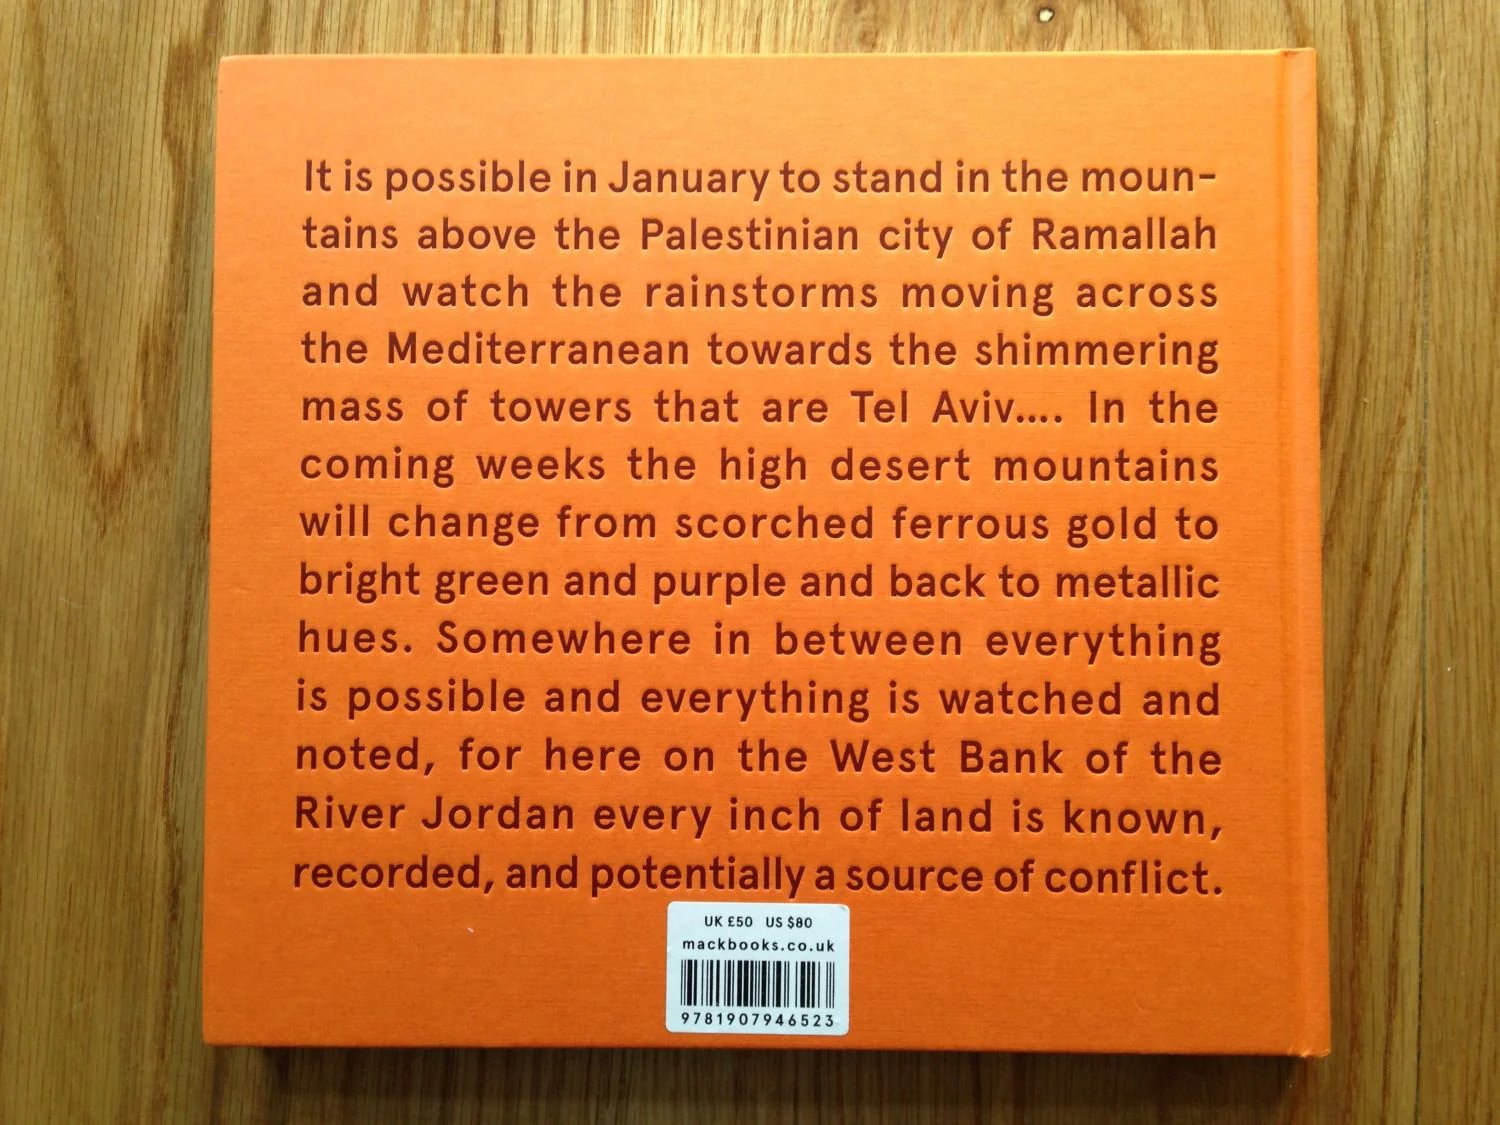 It is possible in January to stand in the moun-
tains above the Palestinian city of Ramallah
and watch the rainstorms moving across
the Mediterranean towards the shimmering
mass of towers that are Tel Aviv.... In the
coming weeks the high desert mountains
will change from scorched ferrous gold to
bright green and purple and back to metallic
hues. Somewhere in between everything
is possible and everything is watched and
noted, for here on the West Bank of the
River Jordan every inch of land is known,
recorded, and potentially a source of conflict.
UK £50 US $80
mackbooks.co.uk
9781907946523